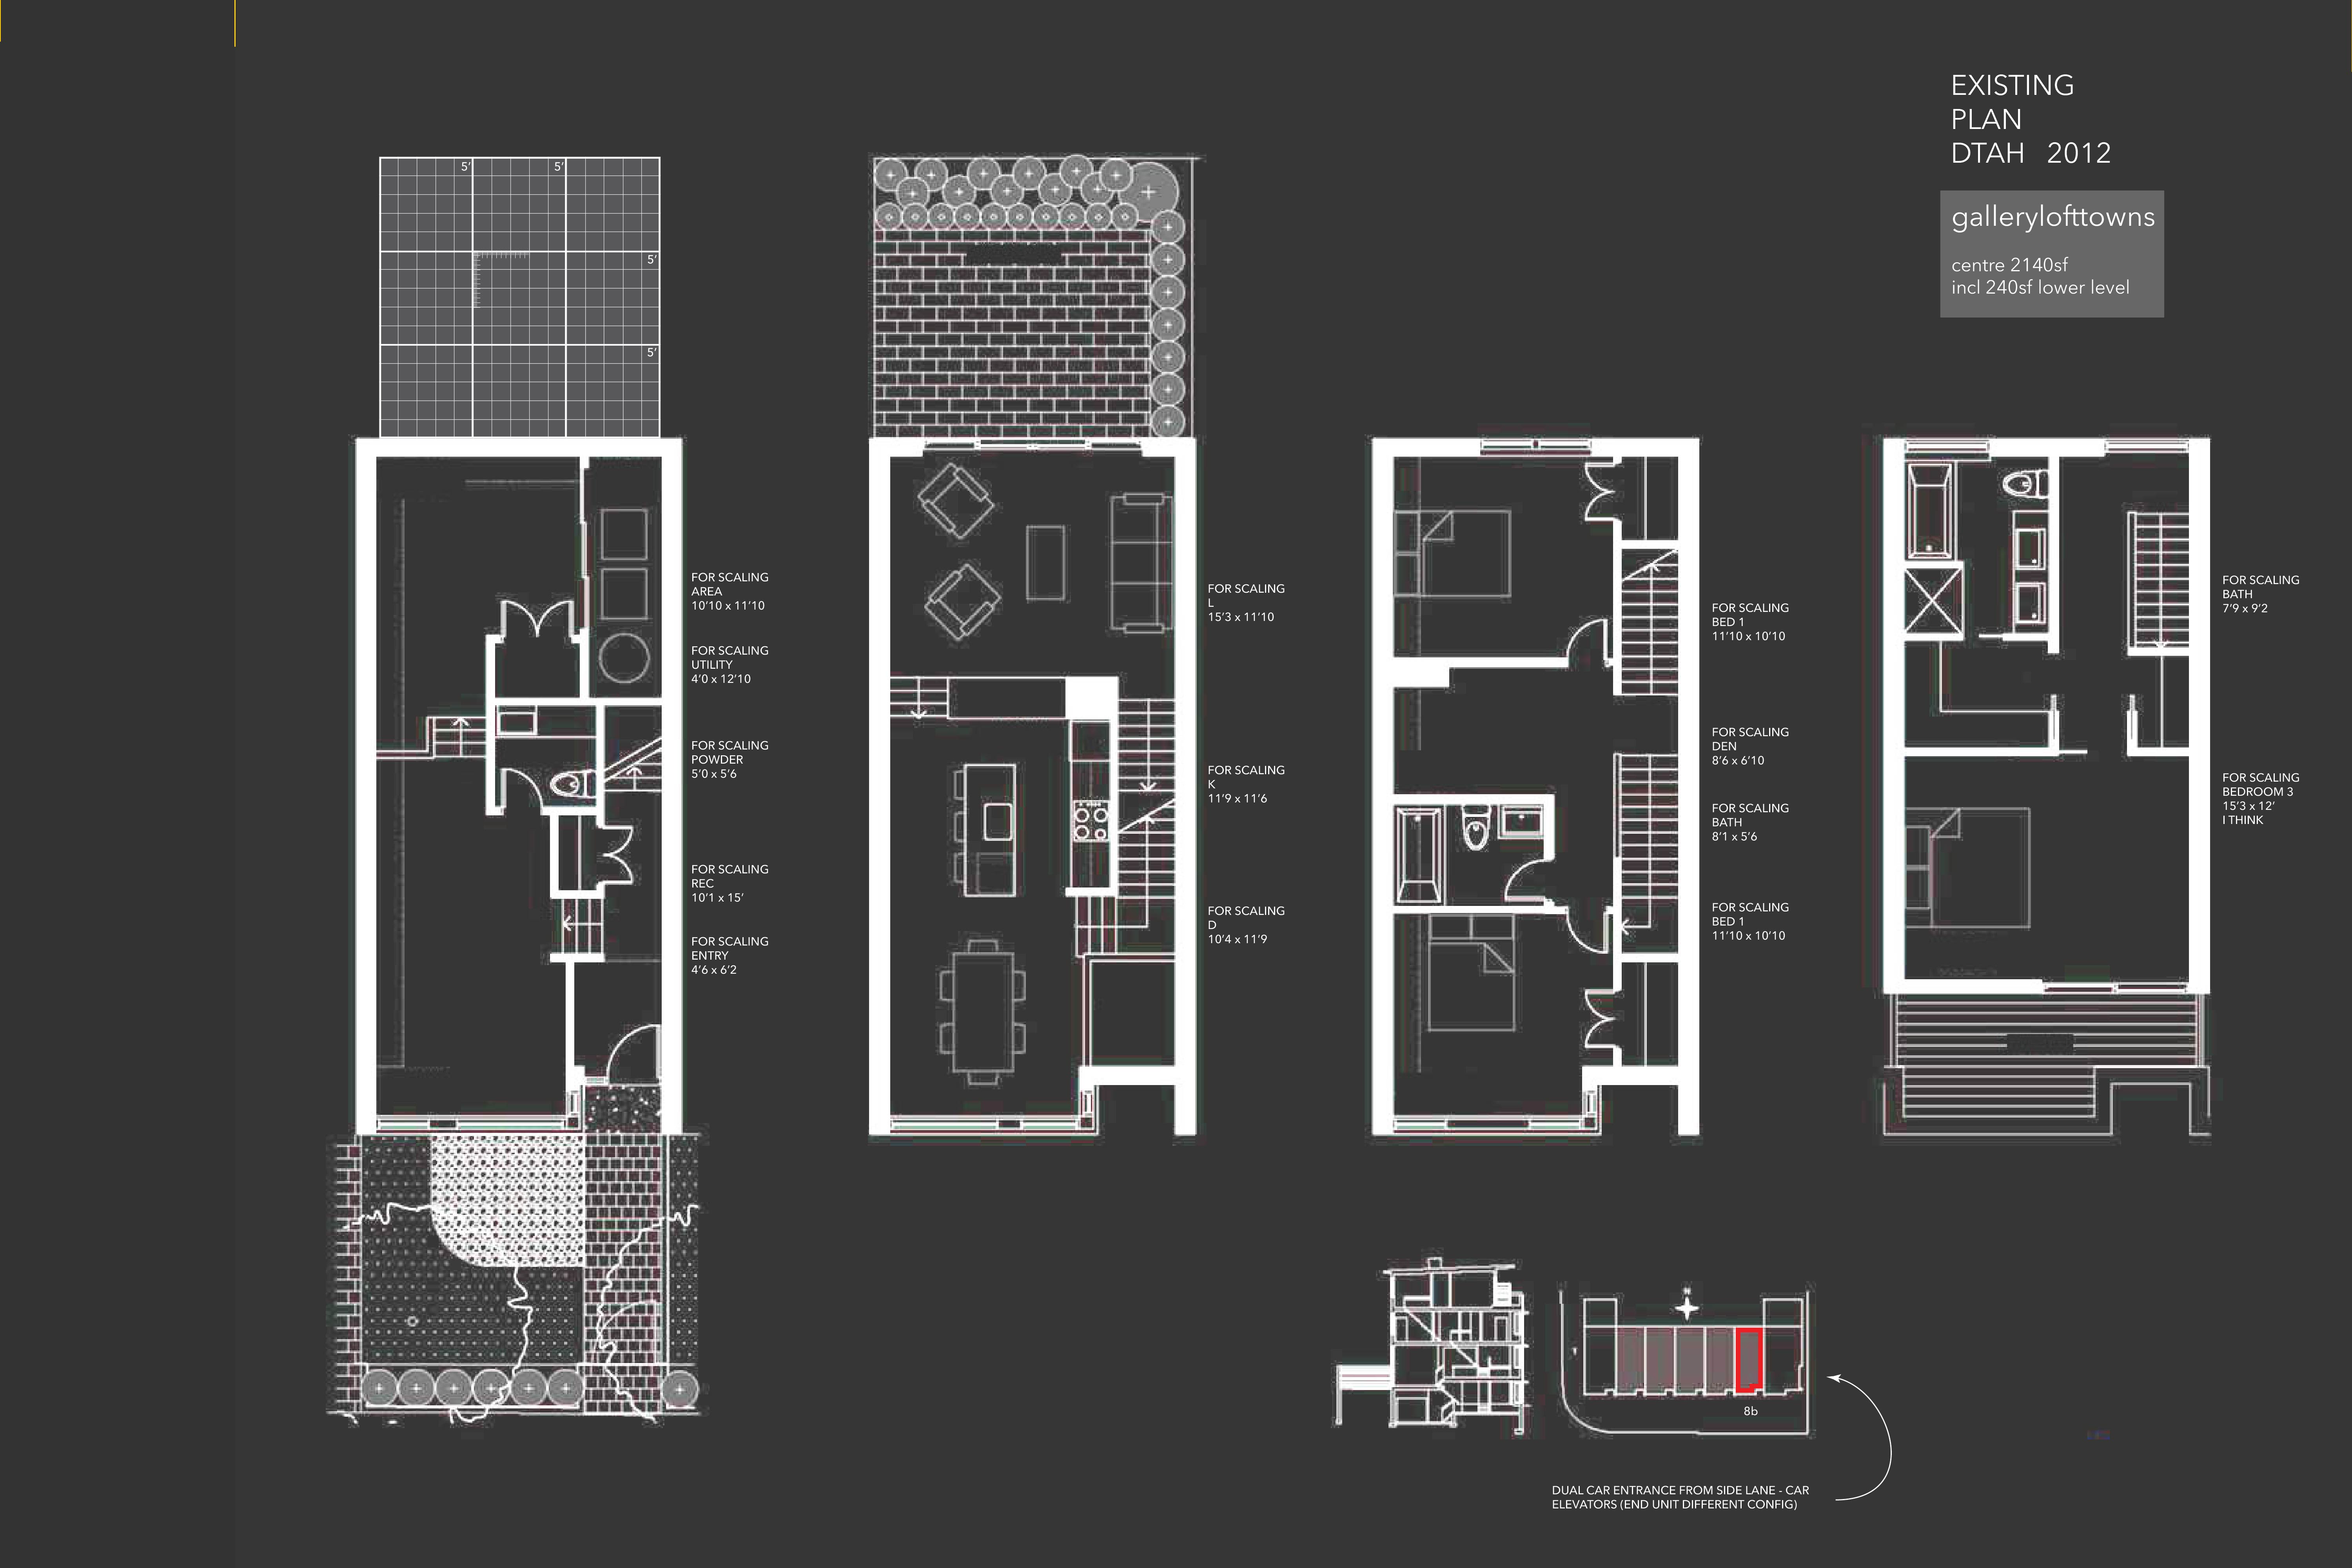 EXISTING
PLAN
DTAH 2012
gallerylofttowns
centre 2140sf
incl 240sf lower level
5'
5'
5'
5'
FOR SCALING
AREA
10'10 x 11'10
FOR SCALING
UTILITY
4'0 x 12'10
FOR SCALING
POWDER
5'0 x 5'6
FOR SCALING
REC
10'1 x 15'
FOR SCALING
ENTRY
4'6 x 6'2
FOR SCALING
L
15'3 x 11'10
FOR SCALING
K
11'9 x 11'6
FOR SCALING
D
10'4 x 11'9
FOR SCALING
BED 1
11'10 x 10'10
FOR SCALING
DEN
8'6 x 6'10
FOR SCALING
BATH
8'1 x 5'6
FOR SCALING
BED 1
11'10 x 10'10
FOR SCALING
BATH
7'9 x 9'2
FOR SCALING
BEDROOM 3
15'3 x 12'
I THINK
N
8b
DUAL CAR ENTRANCE FROM SIDE LANE - CAR
ELEVATORS (END UNIT DIFFERENT CONFIG)